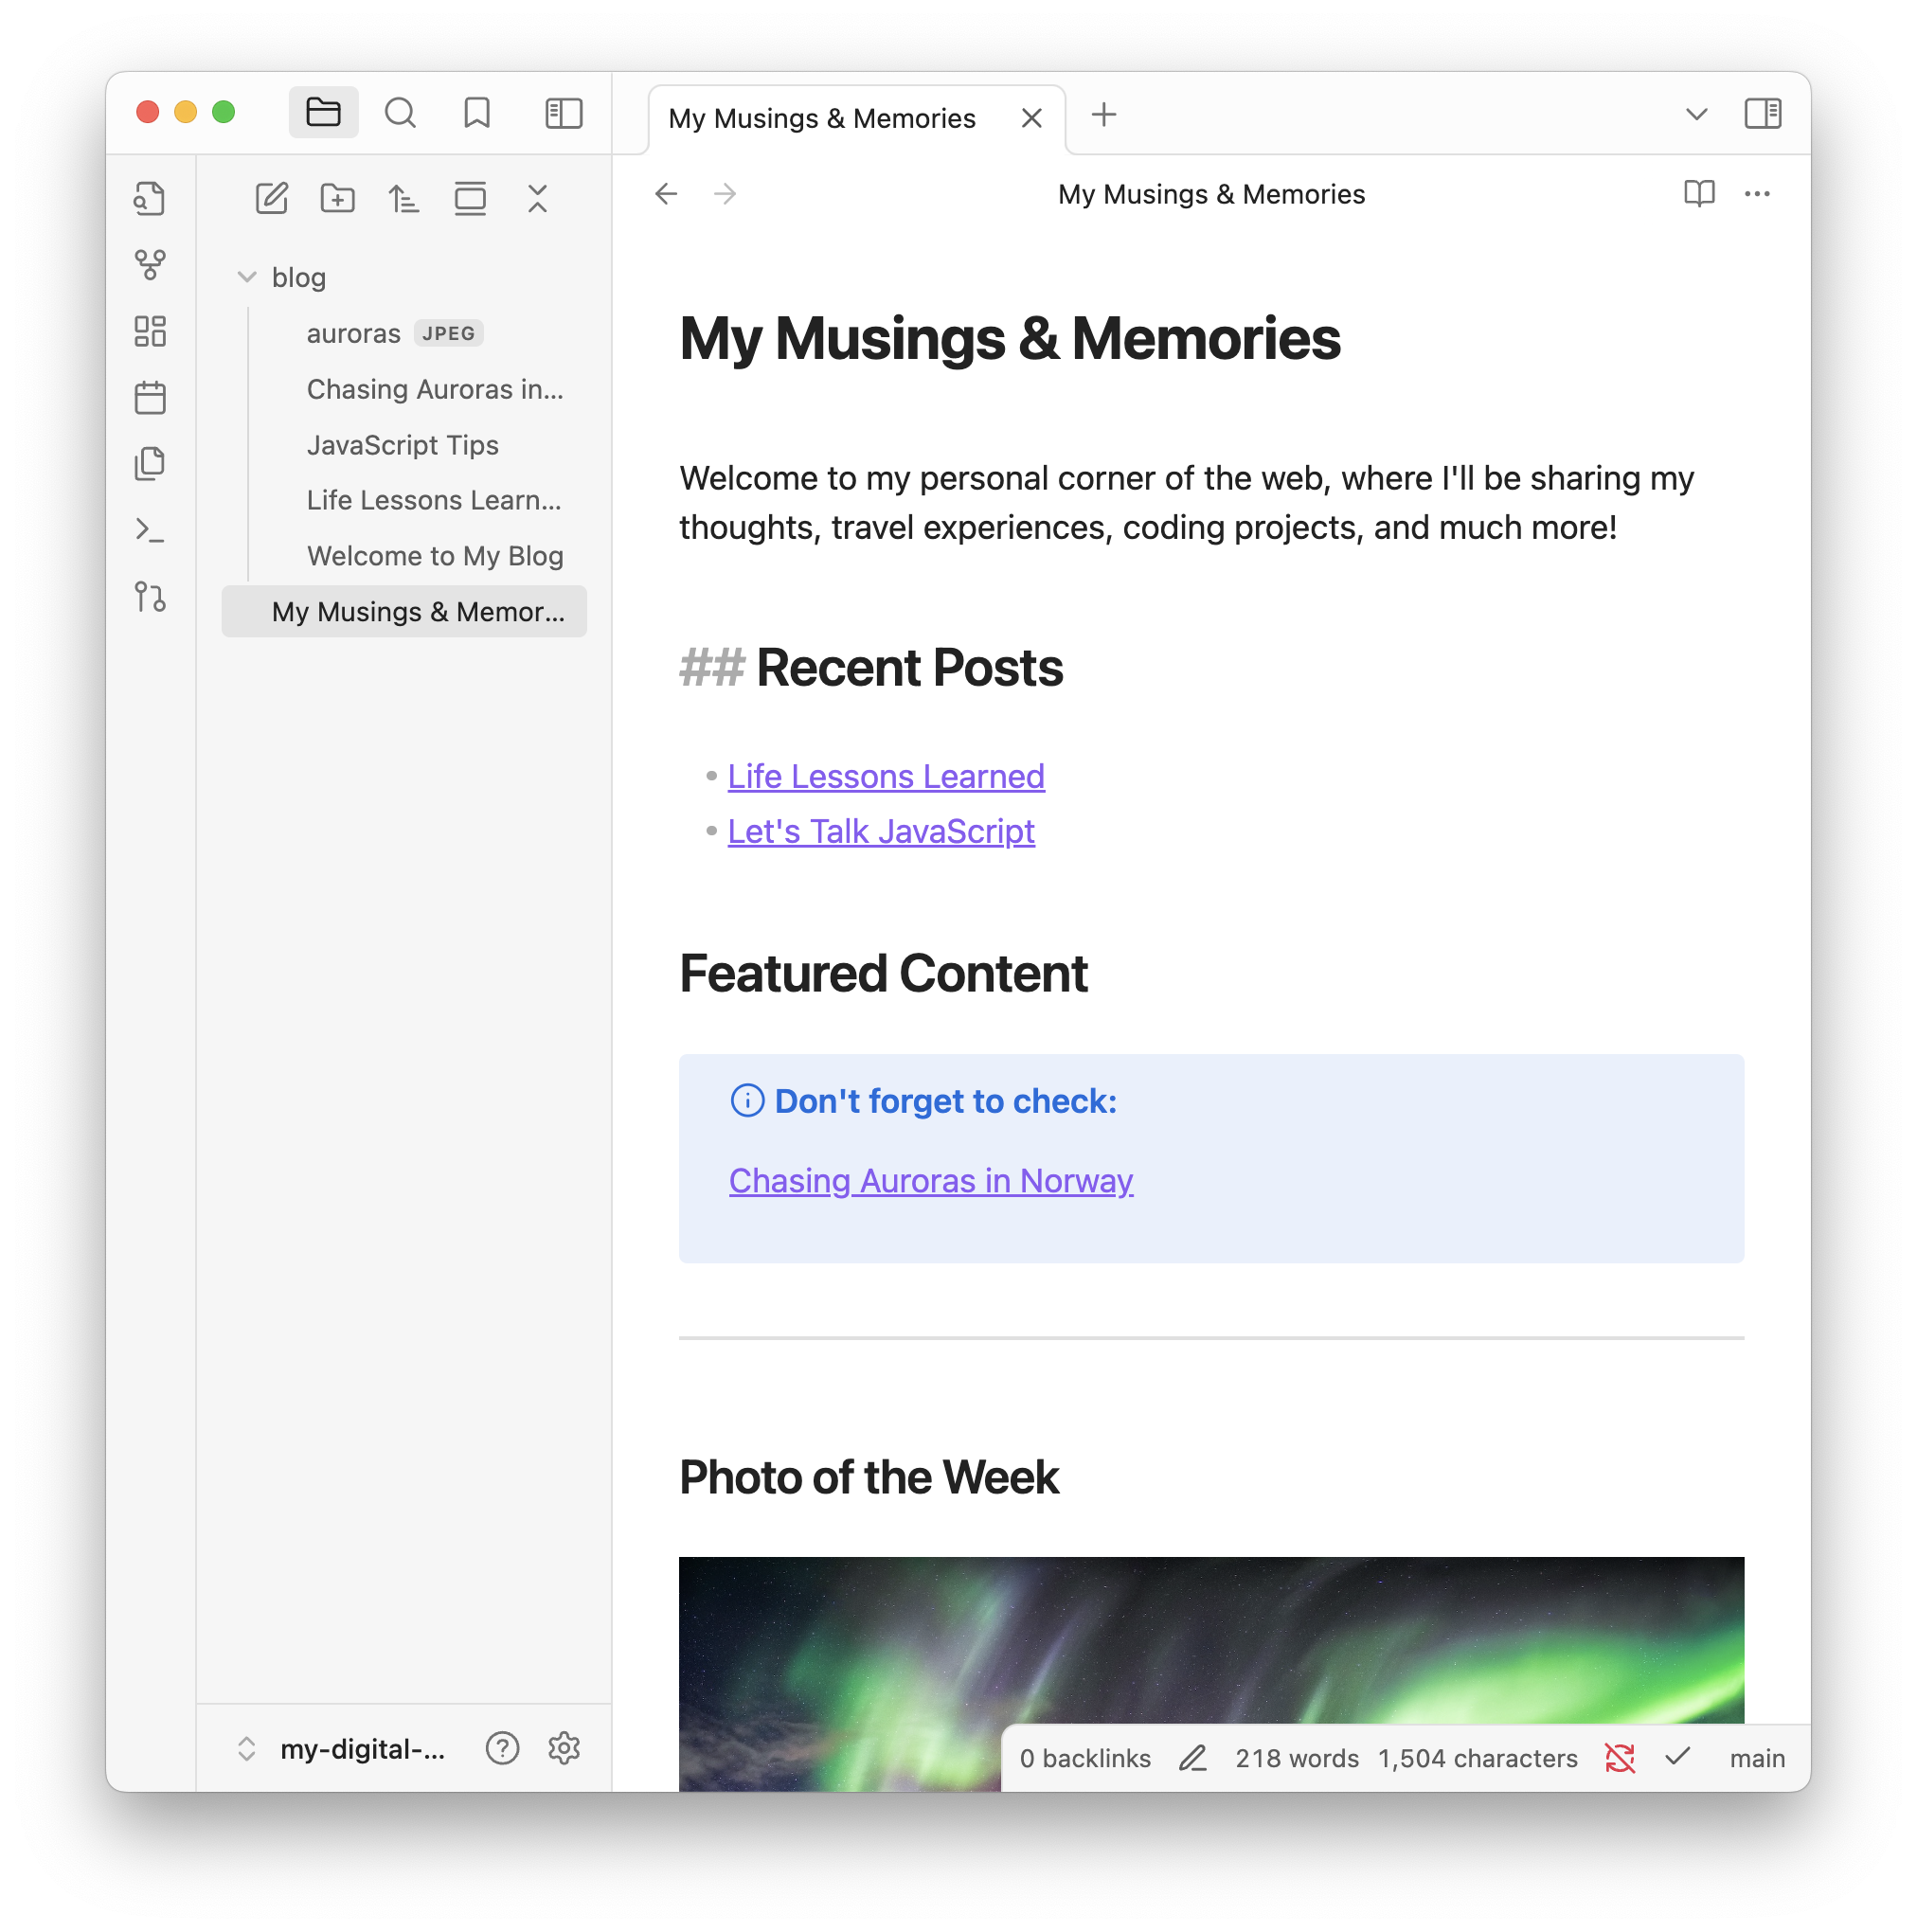 My Musings & Memories
My Musings & Memories
blog
auroras JPEG
Chasing Auroras in...
JavaScript Tips
Life Lessons Learn...
Welcome to My Blog
My Musings & Memor...
My Musings & Memories
Welcome to my personal corner of the web, where I'll be sharing my
thoughts, travel experiences, coding projects, and much more!
## Recent Posts
Life Lessons Learned
Let's Talk JavaScript
Featured Content
Don't forget to check:
Chasing Auroras in Norway
Photo of the Week
my-digital-...
0 backlinks 218 words 1,504 characters main